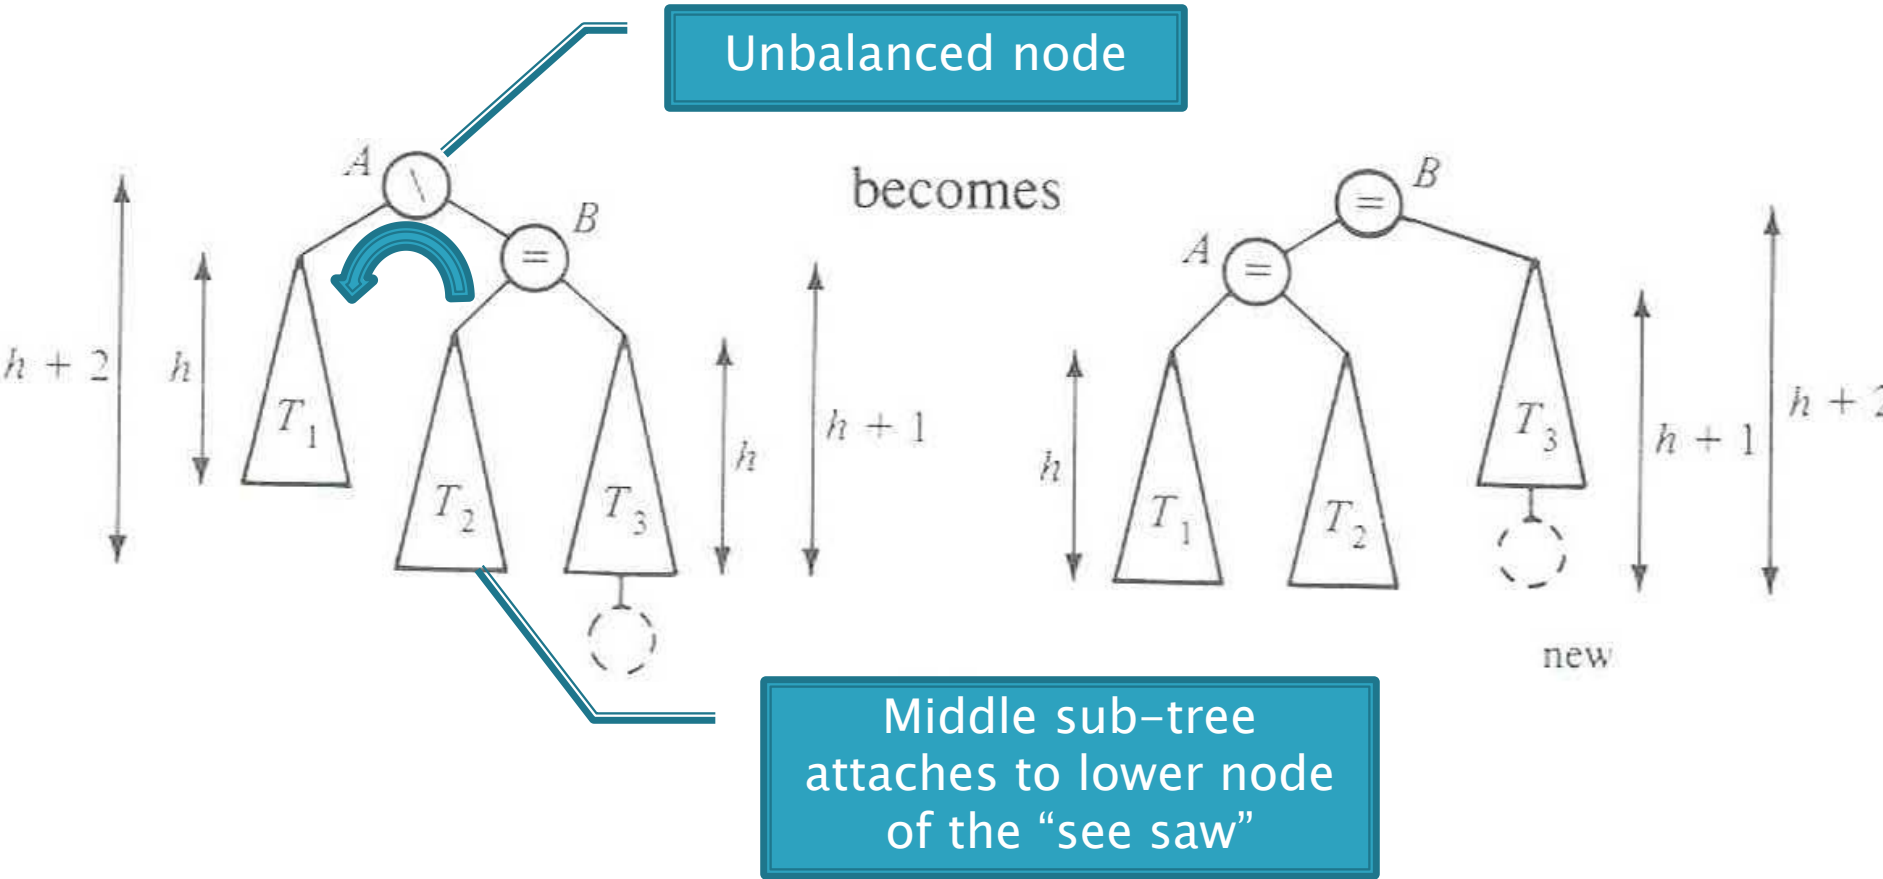 Unbalanced node
A
\
B
=
becomes
B
=
A
=
h + 2
h
T1
T2
T3
h
h + 1
h
T1
T2
T3
h + 1
h + 2
new
Middle sub-tree
attaches to lower node
of the “see saw”